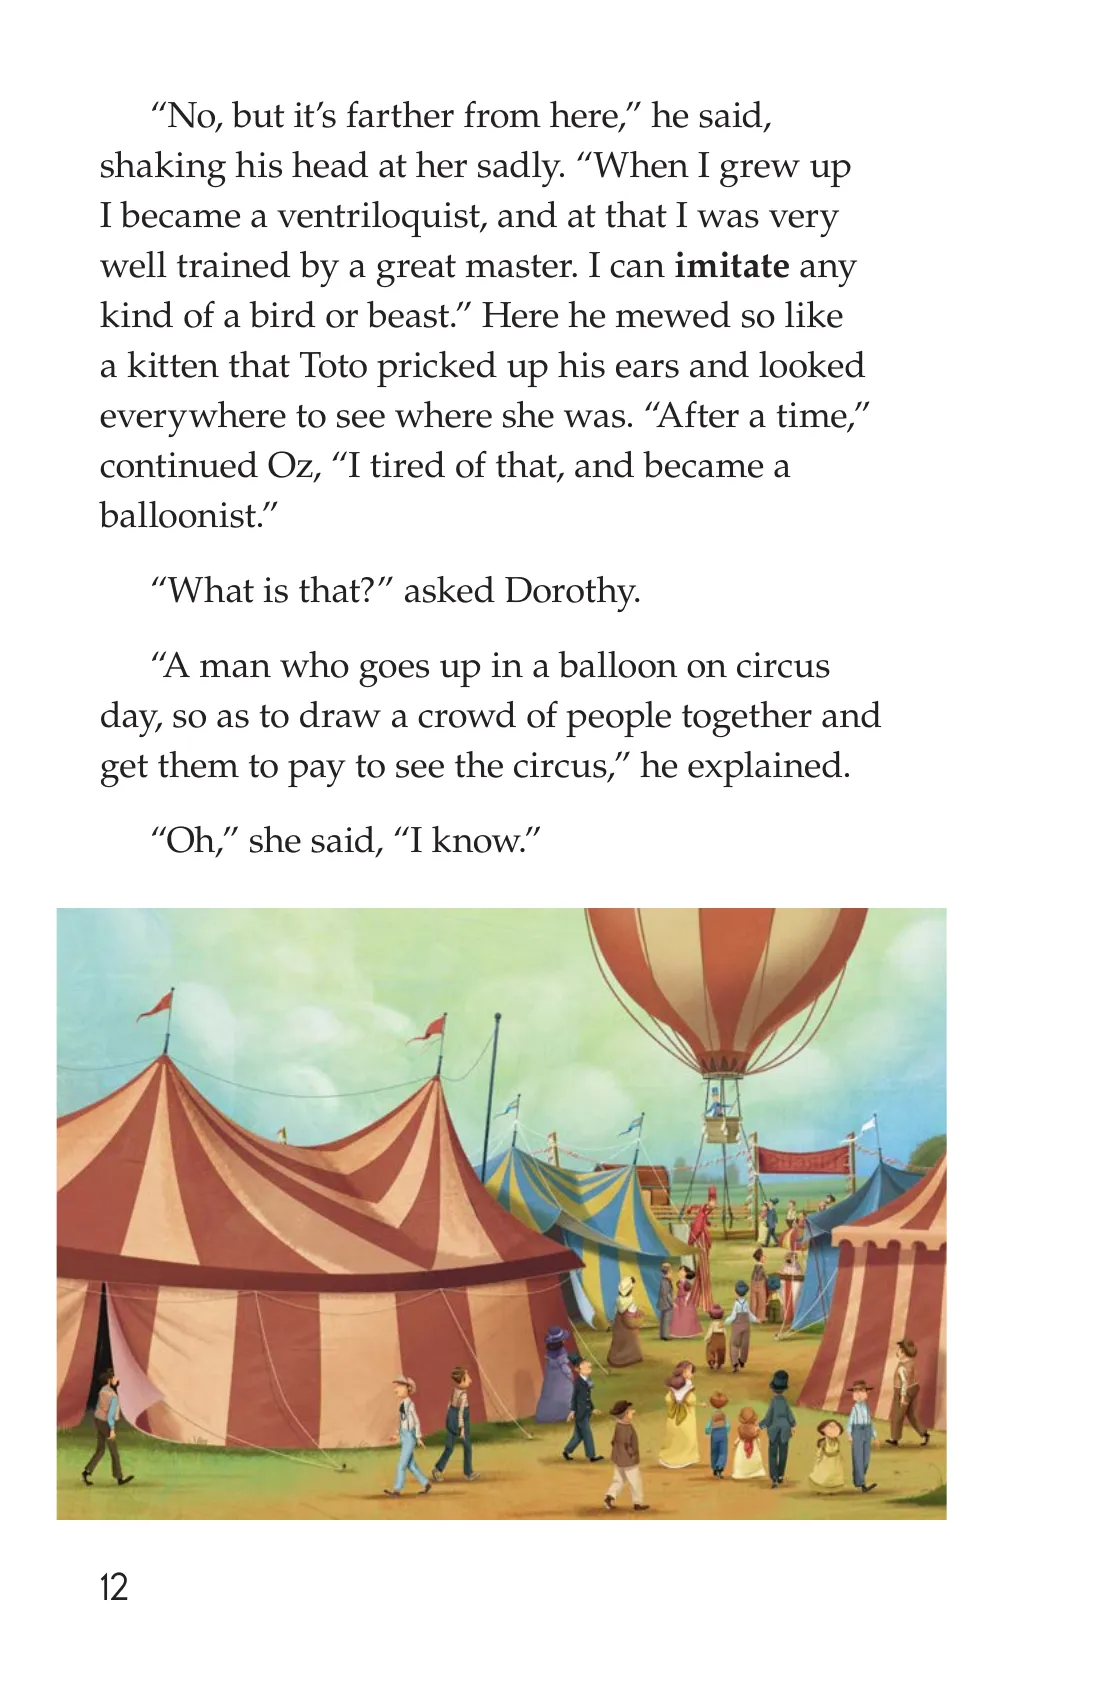 “No, but it’s farther from here,” he said,
shaking his head at her sadly. “When I grew up
I became a ventriloquist, and at that I was very
well trained by a great master. I can imitate any
kind of a bird or beast.” Here he mewed so like
a kitten that Toto pricked up his ears and looked
everywhere to see where she was. “After a time,”
continued Oz, “I tired of that, and became a
balloonist.”
“What is that?” asked Dorothy.
“A man who goes up in a balloon on circus
day, so as to draw a crowd of people together and
get them to pay to see the circus,” he explained.
“Oh,” she said, “I know.”
12